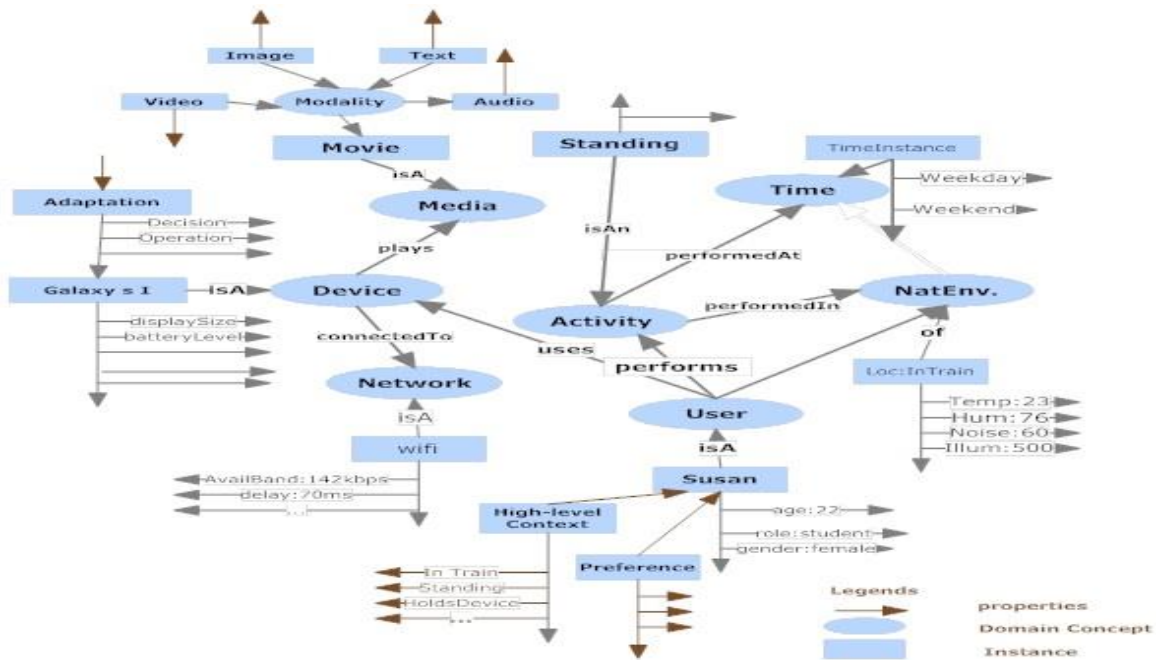 Image
Text
Video
Modality
Audio
Movie
Standing
TimeInstance
isA
Time
Weekday
Adaptation
Media
Weekend
Decision
isAn
Operation
plays
performedAt
Galaxy s I
isA
Device
performedIn
NatEnv.
displaySize
Activity
batteryLevel
connectedTo
uses
of
performs
Network
Loc:InTrain
isA
User
Temp:23
Hum:76
wifi
isA
Noise:60
Illum:500
AvailBand:142kbps
Susan
delay:70ms
...
High-level
Context
age:22
role:student
gender:female
In Train
Preference
Standing
HoldsDevice
...
Legends
properties
Domain Concept
Instance